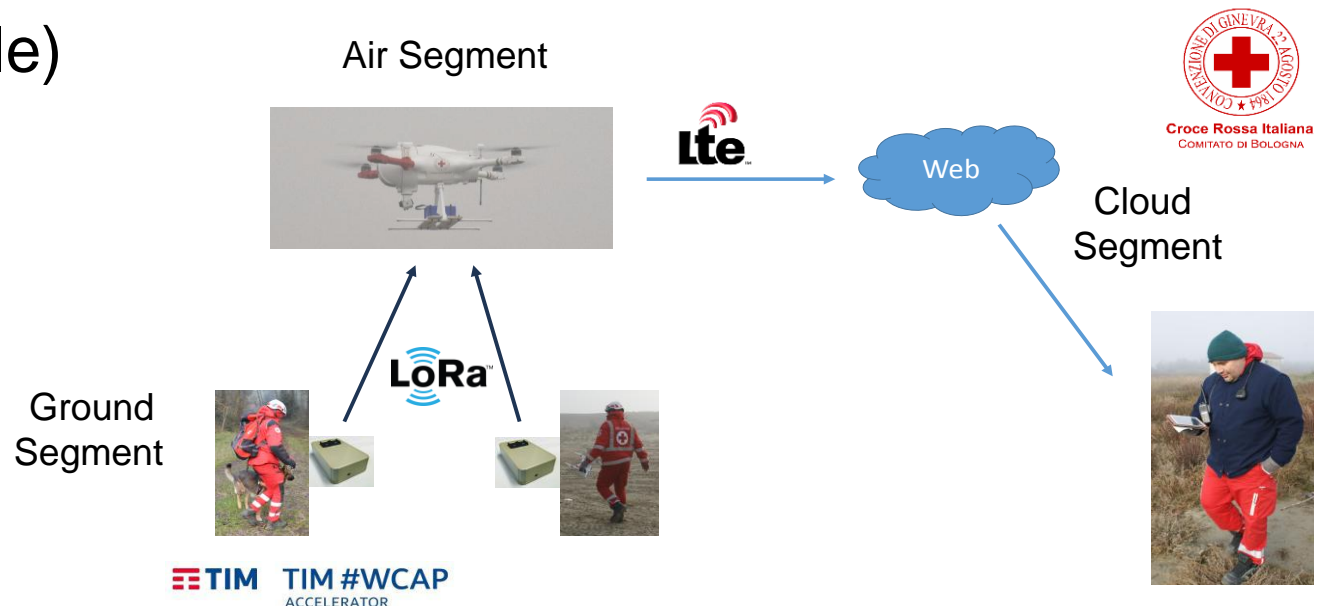 le)
Air Segment
CONVENZIONE DI GINEVRA 22 AGOSTO 1864
Croce Rossa Italiana
COMITATO DI BOLOGNA
Lte
Web
Cloud
Segment
LoRa
Ground
Segment
TIM TIM #WCAP
ACCELERATOR